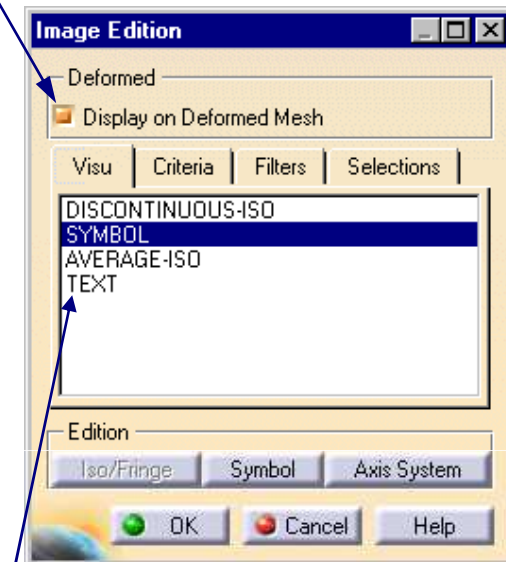 Image Edition
Deformed
Display on Deformed Mesh
Visu Criteria Filters Selections
DISCONTINUOUS-ISO
SYMBOL
AVERAGE-ISO
TEXT
Edition
Iso/Fringe Symbol Axis System
OK Cancel Help